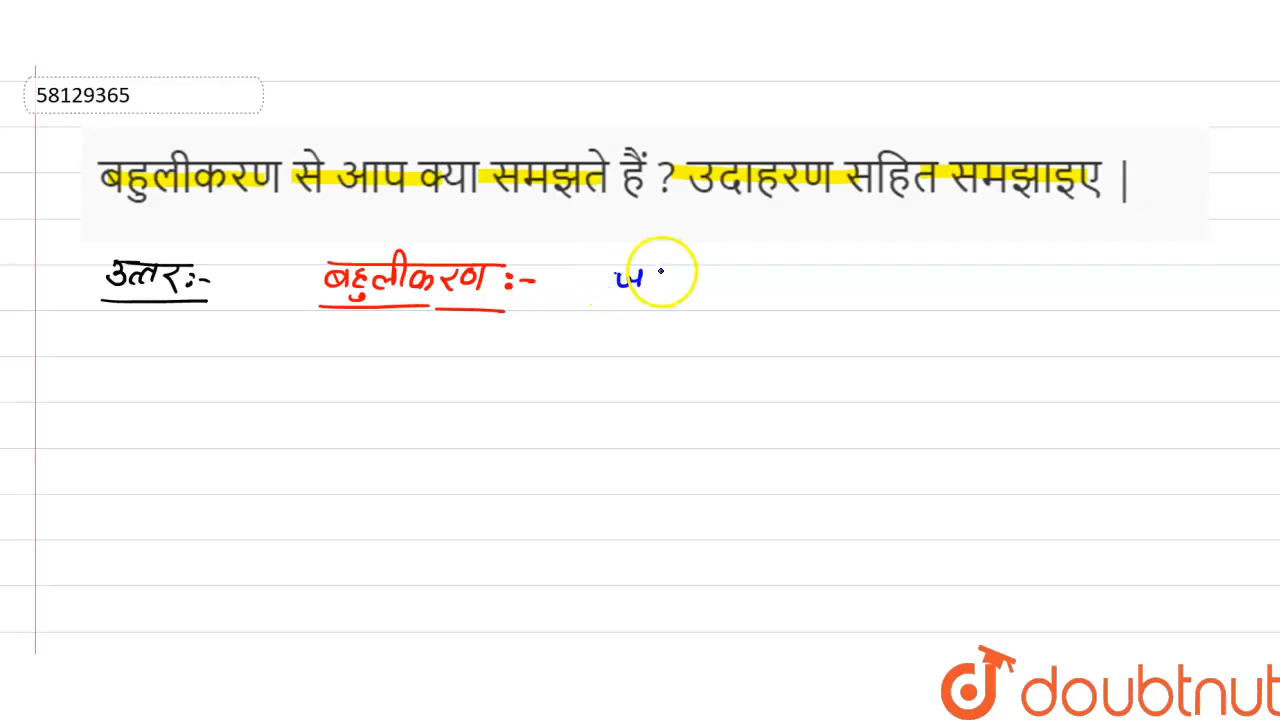 58129365
बहुलीकरण से आप क्या समझते हैं ? उदाहरण सहित समझाइए |
उत्तर:- बहुलीकरण :-
doubtnut